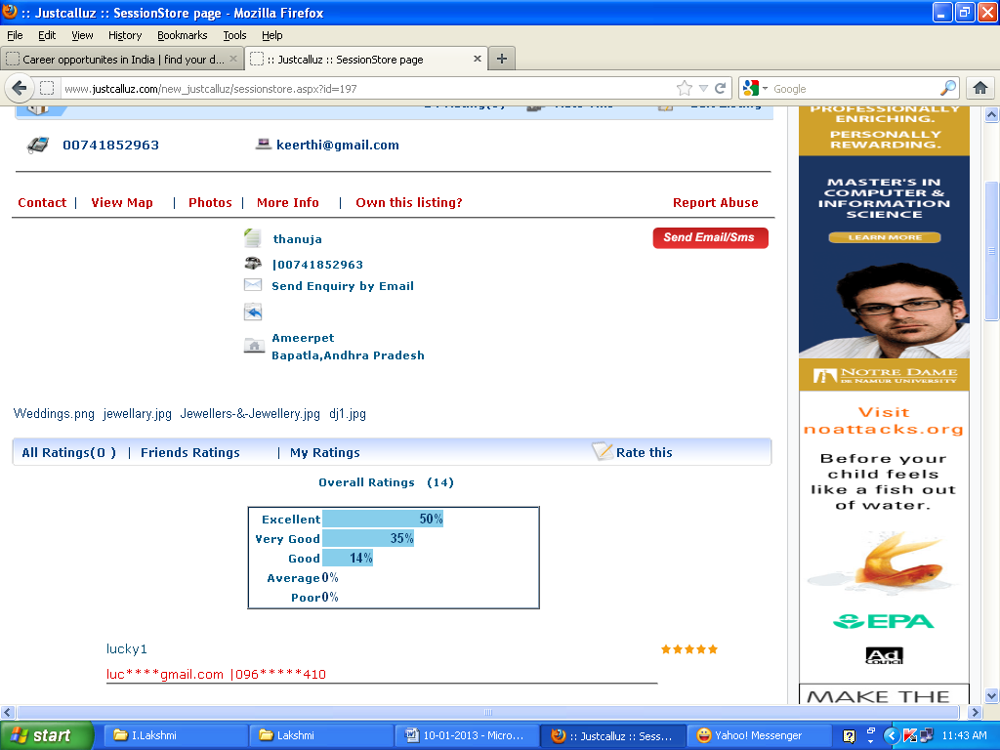 :: Justcalluz :: SessionStore page - Mozilla Firefox
File Edit View History Bookmarks Tools Help
Career opportunites in India | find your d...
:: Justcalluz :: SessionStore page
www.justcalluz.com/new_justcalluz/sessionstore.aspx?id=197
Google
00741852963 keerthi@gmail.com
Contact | View Map | Photos | More Info | Own this listing? Report Abuse
thanuja
Send Email/Sms
|00741852963
Send Enquiry by Email
Ameerpet
Bapatla,Andhra Pradesh
Weddings.png jewellary.jpg Jewellers-&-Jewellery.jpg dj1.jpg
All Ratings(0 ) | Friends Ratings | My Ratings Rate this
Overall Ratings (14)
Excellent 50%
Very Good 35%
Good 14%
Average 0%
Poor 0%
lucky1
luc****gmail.com |096*****410
PROFESSIONALLY
ENRICHING.
PERSONALLY
REWARDING.
MASTER'S IN
COMPUTER &
INFORMATION
SCIENCE
LEARN MORE
NOTRE DAME
DE NAMUR UNIVERSITY
Visit
noattacks.org
Before your
child feels
like a fish out
of water.
EPA
Ad
Council
MAKE THE
start
I.Lakshmi
Lakshmi
10-01-2013 - Micro...
:: Justcalluz :: Sess...
Yahoo! Messenger
11:43 AM